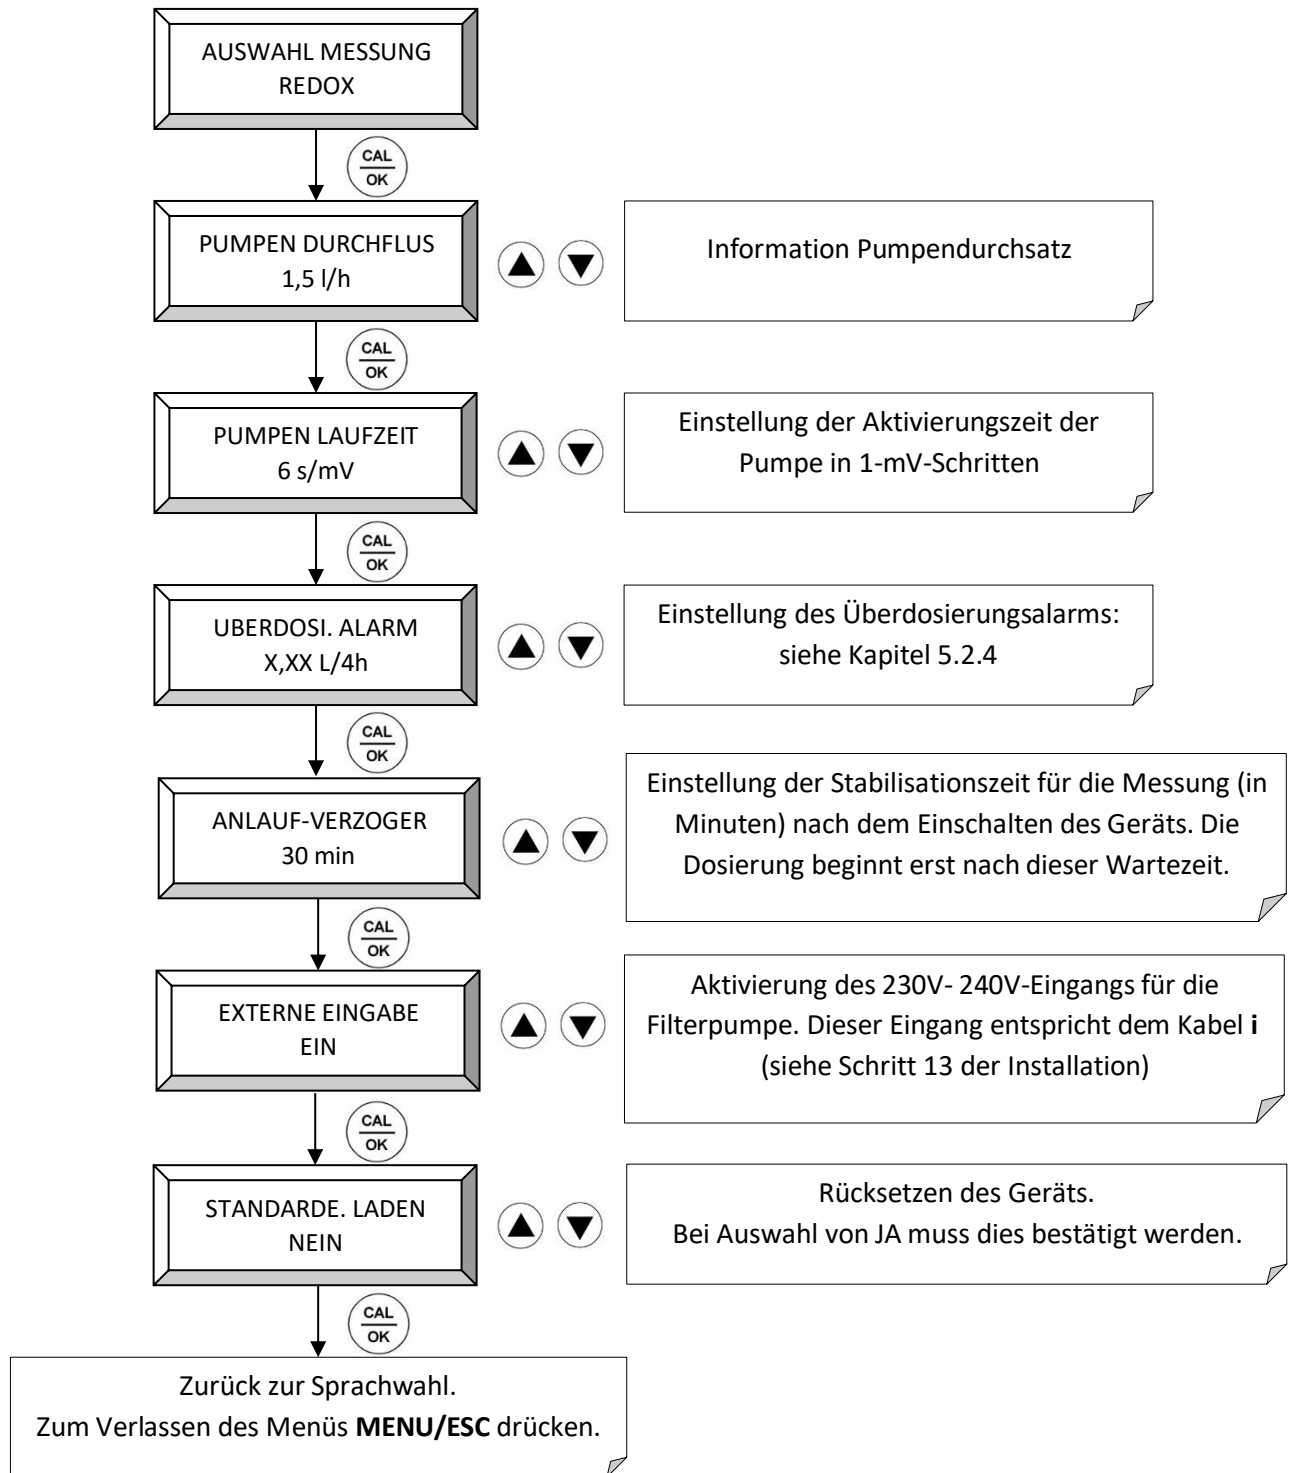 AUSWAHL MESSUNG
REDOX
CAL
OK
PUMPEN DURCHFLUS
1,5 l/h
Information Pumpendurchsatz
CAL
OK
PUMPEN LAUFZEIT
6 s/mV
Einstellung der Aktivierungszeit der
Pumpe in 1-mV-Schritten
CAL
OK
UBERDOSI. ALARM
X,XX L/4h
Einstellung des Überdosierungsalarms:
siehe Kapitel 5.2.4
CAL
OK
ANLAUF-VERZOGER
30 min
Einstellung der Stabilisationszeit für die Messung (in
Minuten) nach dem Einschalten des Geräts. Die
Dosierung beginnt erst nach dieser Wartezeit.
CAL
OK
EXTERNE EINGABE
EIN
Aktivierung des 230V- 240V-Eingangs für die
Filterpumpe. Dieser Eingang entspricht dem Kabel i
(siehe Schritt 13 der Installation)
CAL
OK
STANDARDE. LADEN
NEIN
Rücksetzen des Geräts.
Bei Auswahl von JA muss dies bestätigt werden.
CAL
OK
Zurück zur Sprachwahl.
Zum Verlassen des Menüs MENU/ESC drücken.